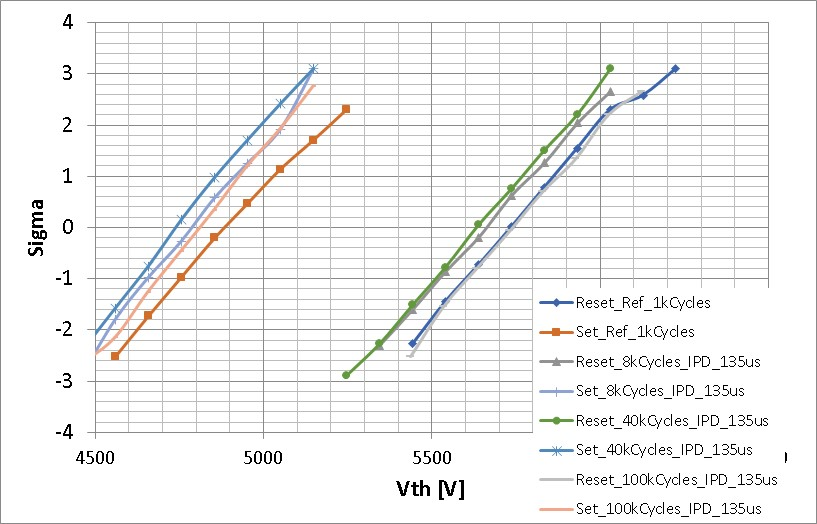 4
3
2
1
0
-1
-2
-3
-4
Sigma
4500
5000
5500
Vth [V]
Reset_Ref_1kCycles
Set_Ref_1kCycles
Reset_8kCycles_IPD_135us
Set_8kCycles_IPD_135us
Reset_40kCycles_IPD_135us
Set_40kCycles_IPD_135us
Reset_100kCycles_IPD_135us
Set_100kCycles_IPD_135us